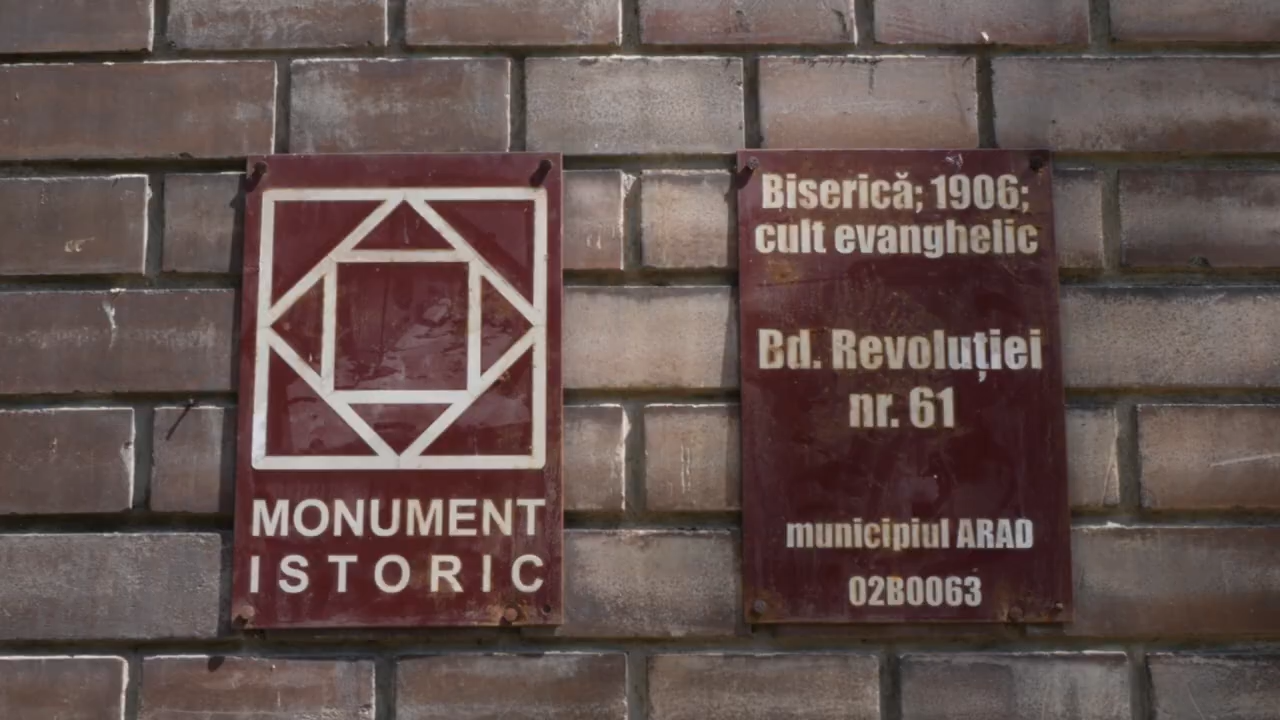 MONUMENT
ISTORIC
Biserică; 1906;
cult evanghelic
Bd. Revoluției
nr. 61
municipiul ARAD
02B0063